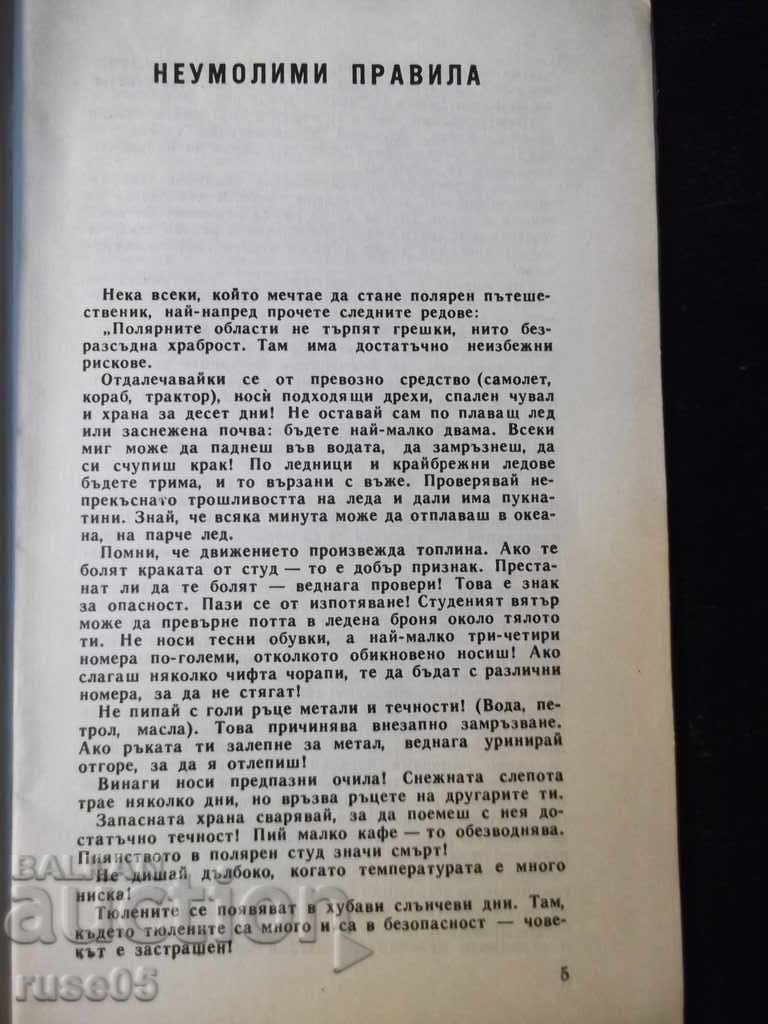 НЕУМОЛИМИ ПРАВИЛА
Нека всеки, който мечтае да стане полярен пътеше-
ственик, най-напред прочете следните редове:
„Полярните области не търпят грешки, нито без-
разсъдна храброст. Там има достатъчно неизбежни
рискове.
Отдалечавайки се от превозно средство (самолет,
кораб, трактор), носѝ подходящи дрехи, спален чувал
и храна за десет дни! Не оставай сам по плаващ лед
или заснежена почва: бъдете най-малко двама. Всеки
миг може да паднеш във водата, да замръзнеш, да
си счупиш крак! По ледници и крайбрежни ледове
бъдете трима, и то вързани с въже. Проверявай не-
прекъснато трошливостта на леда и дали има пукна-
тини. Знай, че всяка минута може да отплаваш в океа-
на, на парче лед.
Помни, че движението произвежда топлина. Ако те
болят краката от студ — то е добър признак. Преста-
нат ли да те болят — веднага провери! Това е знак
за опасност. Пази се от изпотяване! Студеният вятър
може да превърне потта в ледена броня около тялото
ти. Не носи тесни обувки, а най-малко три-четири
номера по-големи, отколкото обикновено носиш! Ако
слагаш няколко чифта чорапи, те да бъдат с различни
номера, за да не стягат!
Не пипай с голи ръце метали и течности! (Вода, пе-
трол, масла). Това причинява внезапно замръзване.
Ако ръката ти залепне за метал, веднага уринирай
отгоре, за да я отлепиш!
Винаги носи предпазни очила! Снежната слепота
трае няколко дни, но връзва ръцете на другарите ти.
Запасната храна сварявай, за да поемеш с нея до-
статъчно течност! Пий малко кафе — то обезводнява.
Пиянството в полярен студ значи смърт!
Не дишай дълбоко, когато температурата е много
ниска!
Тюлените се появяват в хубави слънчеви дни. Там,
където тюлените са много и са в безопасност — чове-
кът е застрашен!
5
BALKAN
auction
ruse05